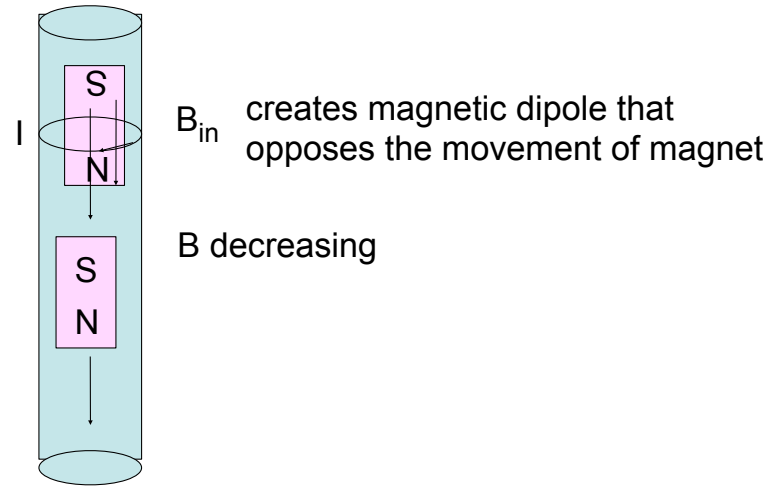 S
I
B_in creates magnetic dipole that
opposes the movement of magnet
N
B decreasing
S
N